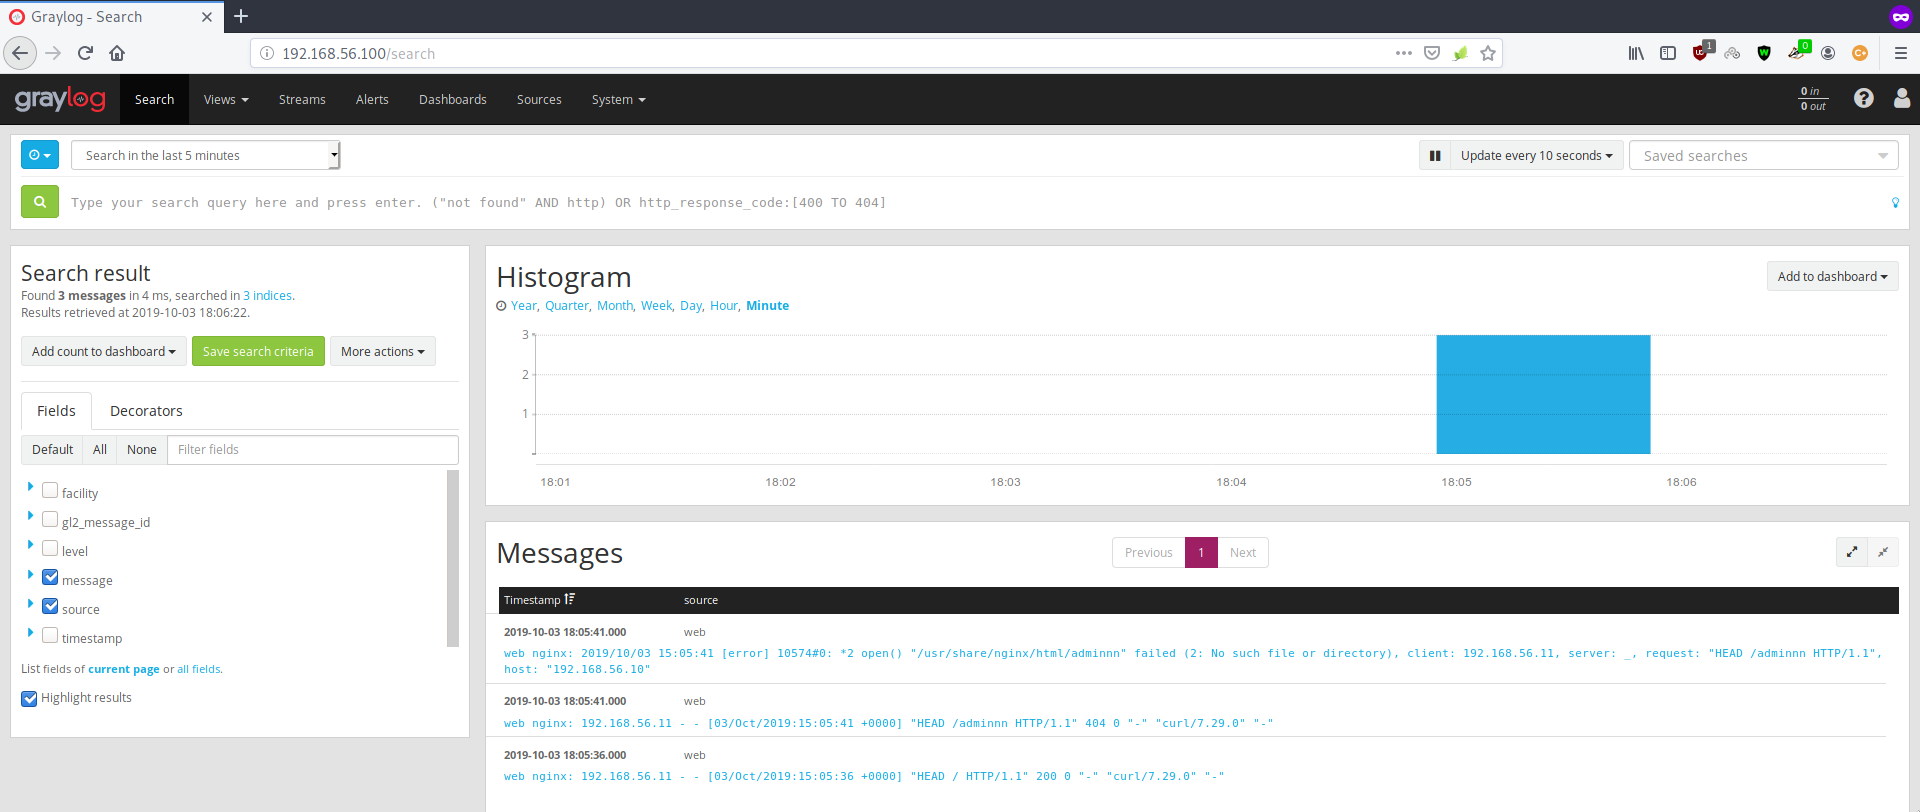 Graylog - Search
192.168.56.100/search
1
0
C+
graylog
Search Views Streams Alerts Dashboards Sources System
0 in
0 out
Search in the last 5 minutes
Update every 10 seconds
Saved searches
Type your search query here and press enter. ("not found" AND http) OR http_response_code:[400 TO 404]
Search result
Found 3 messages in 4 ms, searched in 3 indices.
Results retrieved at 2019-10-03 18:06:22.
Add count to dashboard
Save search criteria
More actions
Fields
Decorators
Default All None Filter fields
facility
gl2_message_id
level
message
source
timestamp
List fields of current page or all fields.
Highlight results
Histogram
Add to dashboard
Year, Quarter, Month, Week, Day, Hour, Minute
3
2
1
18:01 18:02 18:03 18:04 18:05 18:06
Messages
Previous 1 Next
Timestamp source
2019-10-03 18:05:41.000 web
web nginx: 2019/10/03 15:05:41 [error] 10574#0: *2 open() "/usr/share/nginx/html/adminnn" failed (2: No such file or directory), client: 192.168.56.11, server: _, request: "HEAD /adminnn HTTP/1.1",
host: "192.168.56.10"
2019-10-03 18:05:41.000 web
web nginx: 192.168.56.11 - - [03/Oct/2019:15:05:41 +0000] "HEAD /adminnn HTTP/1.1" 404 0 "-" "curl/7.29.0" "-"
2019-10-03 18:05:36.000 web
web nginx: 192.168.56.11 - - [03/Oct/2019:15:05:36 +0000] "HEAD / HTTP/1.1" 200 0 "-" "curl/7.29.0" "-"